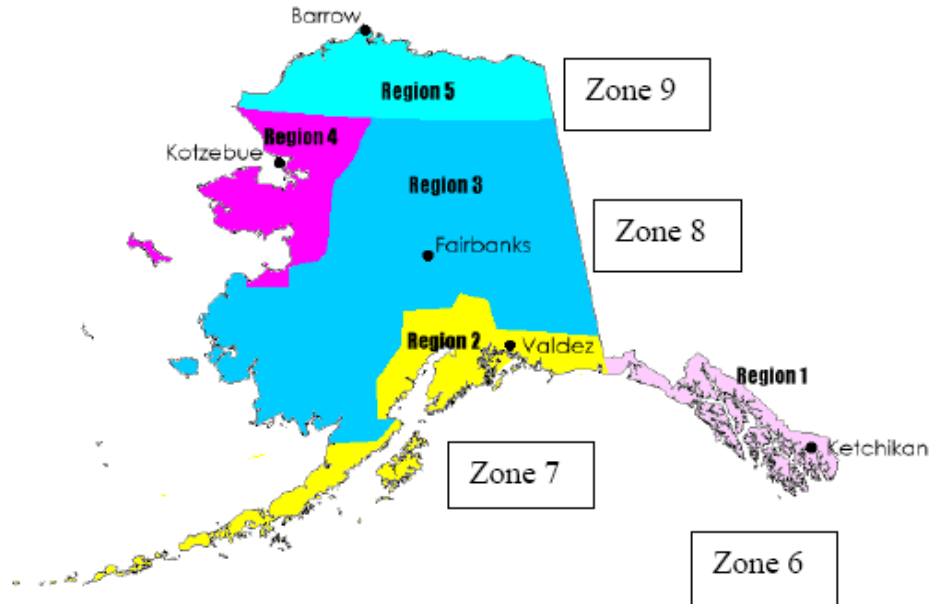 Barrow
Region 5
Zone 9
Region 4
Kotzebue
Region 3
Zone 8
Fairbanks
Region 2
Valdez
Region 1
Ketchikan
Zone 7
Zone 6